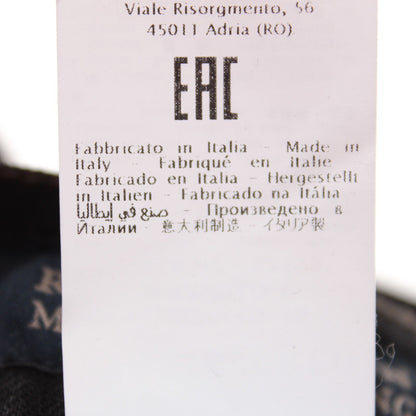 Viale Risorgmento, 56
45011 Adria (RO)
EAC
Fabbricato in Italia - Made in
Italy - Fabriqué en Italie
Fabricado en Italia - Hergestellt
in Italien - Fabricado na Itália
صنع في إيطاليا - Произведено в
Италии - 意大利制造 - イタリア製